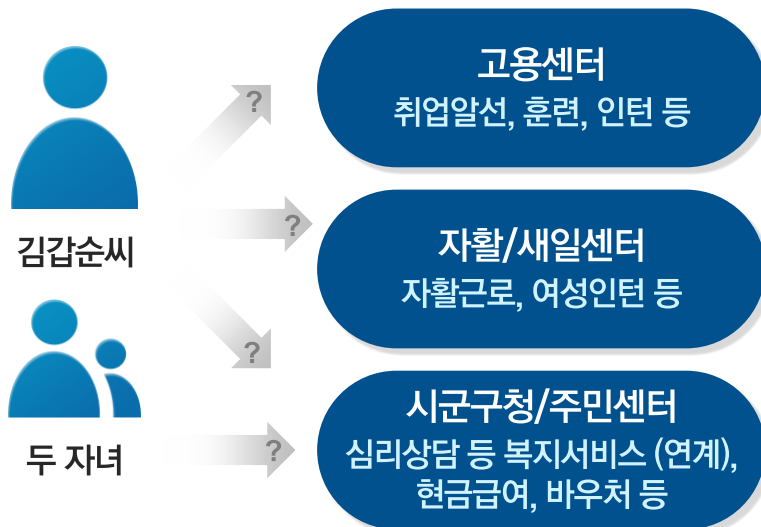 고용센터
취업알선, 훈련, 인턴 등
?
?
김갑순씨
자활/새일센터
자활근로, 여성인턴 등
?
두 자녀
?
시군구청/주민센터
심리상담 등 복지서비스 (연계),
현금급여, 바우처 등